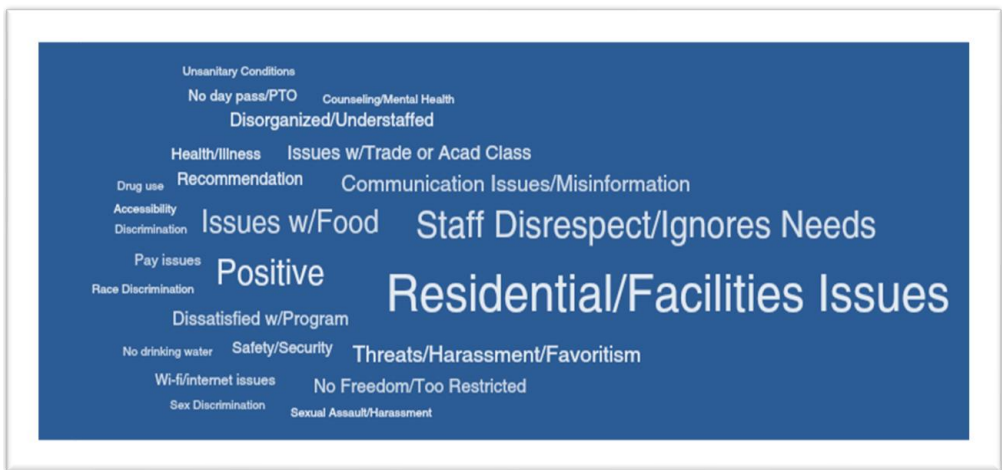 Unsanitary Conditions
No day pass/PTO
Counseling/Mental Health
Disorganized/Understaffed
Health/Illness
Issues w/Trade or Acad Class
Drug use
Recommendation
Communication Issues/Misinformation
Accessibility
Discrimination
Issues w/Food
Staff Disrespect/Ignores Needs
Pay issues
Positive
Race Discrimination
Residential/Facilities Issues
Dissatisfied w/Program
No drinking water
Safety/Security
Threats/Harassment/Favoritism
Wi-fi/internet issues
No Freedom/Too Restricted
Sex Discrimination
Sexual Assault/Harassment